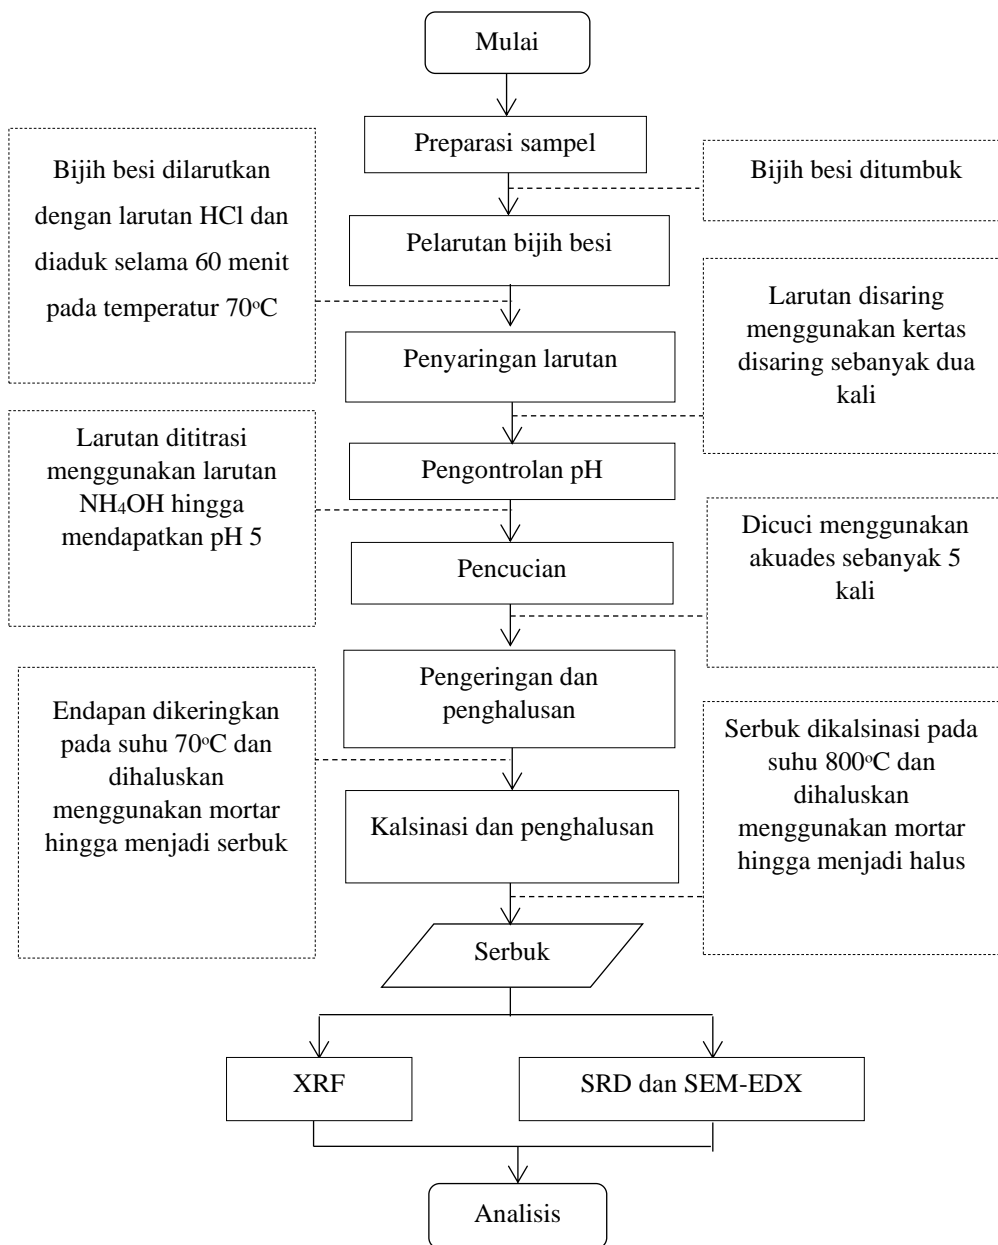 Mulai
Preparasi sampel
Bijih besi ditumbuk
Pelarutan bijih besi
Bijih besi dilarutkan
dengan larutan HCl dan
diaduk selama 60 menit
pada temperatur 70°C
Penyaringan larutan
Larutan disaring
menggunakan kertas
disaring sebanyak dua
kali
Pengontrolan pH
Larutan dititrasi
menggunakan larutan
NH₄OH hingga
mendapatkan pH 5
Pencucian
Dicuci menggunakan
akuades sebanyak 5
kali
Pengeringan dan
penghalusan
Endapan dikeringkan
pada suhu 70°C dan
dihaluskan
menggunakan mortar
hingga menjadi serbuk
Kalsinasi dan penghalusan
Serbuk dikalsinasi pada
suhu 800°C dan
dihaluskan
menggunakan mortar
hingga menjadi halus
Serbuk
XRF
SRD dan SEM-EDX
Analisis